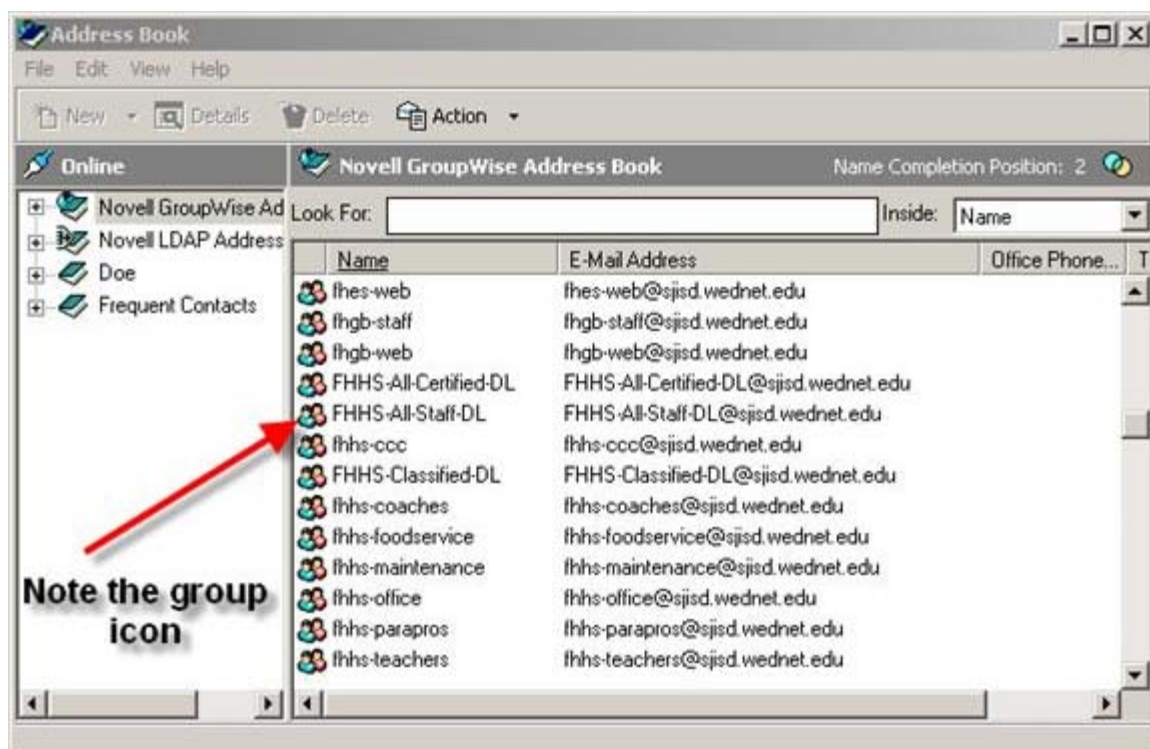 Address Book
File Edit View Help
New Details Delete Action
Online
Novell GroupWise Address Book Name Completion Position: 2
Novell GroupWise Ad
Novell LDAP Address
Doe
Frequent Contacts
Look For: Inside: Name
Name E-Mail Address Office Phone... T
fhes-web fhes-web@sjisd.wednet.edu
fhgb-staff fhgb-staff@sjisd.wednet.edu
fhgb-web fhgb-web@sjisd.wednet.edu
FHHS-All-Certified-DL FHHS-All-Certified-DL@sjisd.wednet.edu
FHHS-All-Staff-DL FHHS-All-Staff-DL@sjisd.wednet.edu
fhhs-ccc fhhs-ccc@sjisd.wednet.edu
FHHS-Classified-DL FHHS-Classified-DL@sjisd.wednet.edu
fhhs-coaches fhhs-coaches@sjisd.wednet.edu
fhhs-foodservice fhhs-foodservice@sjisd.wednet.edu
fhhs-maintenance fhhs-maintenance@sjisd.wednet.edu
fhhs-office fhhs-office@sjisd.wednet.edu
fhhs-parapros fhhs-parapros@sjisd.wednet.edu
fhhs-teachers fhhs-teachers@sjisd.wednet.edu
Note the group
icon